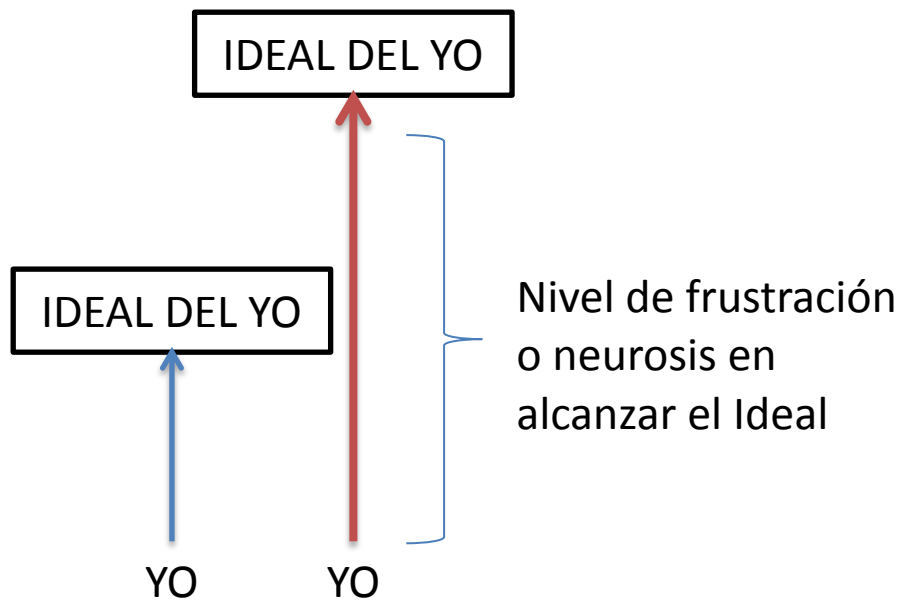 IDEAL DEL YO
IDEAL DEL YO
Nivel de frustración
o neurosis en
alcanzar el Ideal
YO
YO